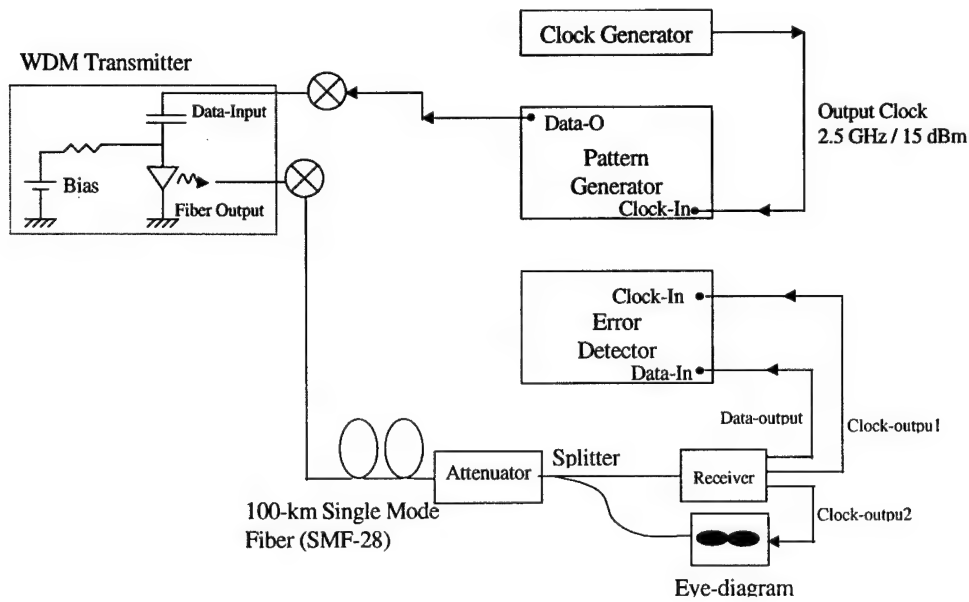 Clock Generator
WDM Transmitter
Data-Input
Output Clock
2.5 GHz / 15 dBm
Data-O
Pattern
Generator
Clock-In
Bias
Fiber Output
Clock-In
Error
Detector
Data-In
Data-output
Clock-outpu1
Splitter
Attenuator
Receiver
100-km Single Mode
Fiber (SMF-28)
Clock-outpu2
Eye-diagram